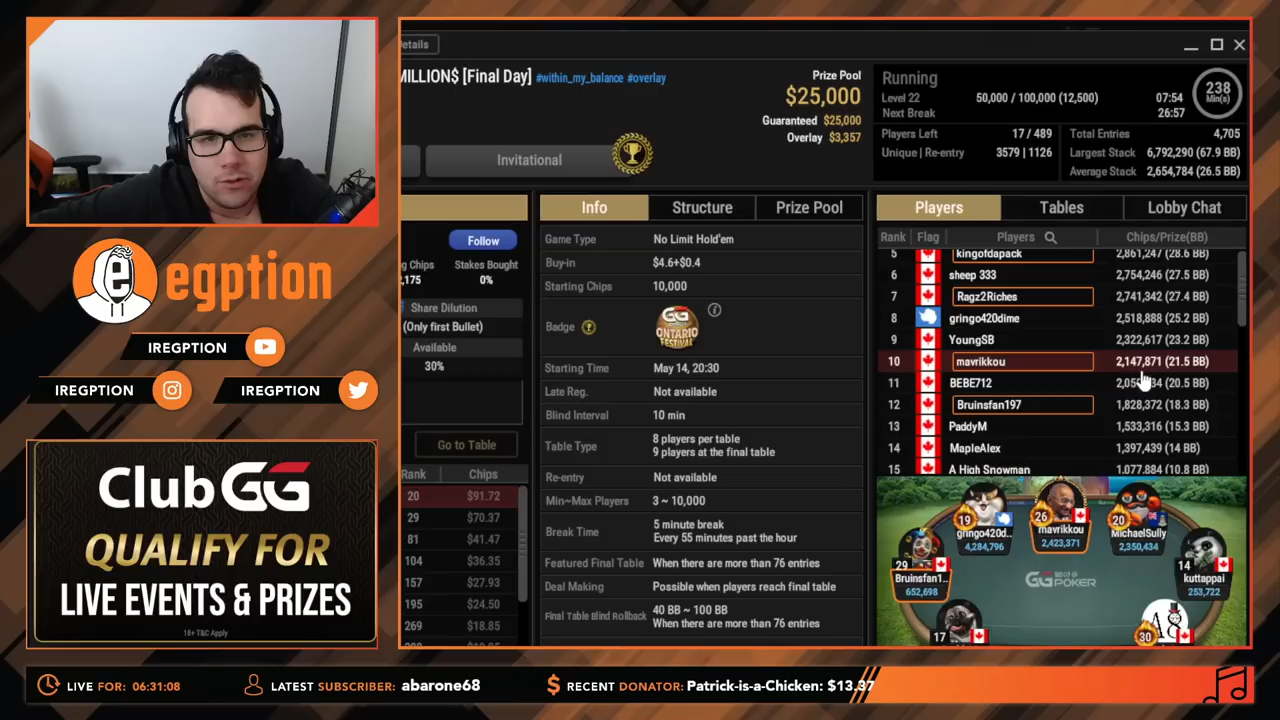 Details
MILLION$ [Final Day] #within_my_balance #overlay
Prize Pool
$25,000
Guaranteed $25,000
Overlay $3,357
Invitational
Running
Level 22 50,000 / 100,000 (12,500) 07:54
Next Break 26:57
238
Min(s)
Players Left 17 / 489
Unique | Re-entry 3579 | 1126
Total Entries 4,705
Largest Stack 6,792,290 (67.9 BB)
Average Stack 2,654,784 (26.5 BB)
Follow
g Chips Stakes Bought
,175 0%
Share Dilution
(Only first Bullet)
Available
30%
Go to Table
Rank Chips
20 $91.72
29 $70.37
81 $41.47
104 $36.35
157 $27.93
195 $24.50
269 $18.85
Info Structure Prize Pool
Game Type No Limit Hold'em
Buy-in $4.6+$0.4
Starting Chips 10,000
Badge
GG
ONTARIO
FESTIVAL
Starting Time May 14, 20:30
Late Reg. Not available
Blind Interval 10 min
Table Type 8 players per table
9 players at the final table
Re-entry Not available
Min~Max Players 3 ~ 10,000
Break Time 5 minute break
Every 55 minutes past the hour
Featured Final Table When there are more than 76 entries
Deal Making Possible when players reach final table
Final Table Blind Rollback 40 BB ~ 100 BB
When there are more than 76 entries
Players Tables Lobby Chat
Rank Flag Players Chips/Prize(BB)
5 kingofdapack 2,861,247 (28.6 BB)
6 sheep 333 2,754,246 (27.5 BB)
7 Ragz2Riches 2,741,342 (27.4 BB)
8 gringo420dime 2,518,888 (25.2 BB)
9 YoungSB 2,322,617 (23.2 BB)
10 mavrikkou 2,147,871 (21.5 BB)
11 BEBE712 (20.5 BB)
12 Bruinsfan197 1,828,372 (18.3 BB)
13 PaddyM 1,533,316 (15.3 BB)
14 MapleAlex 1,397,439 (14 BB)
15 A High Snowman 1,077,884 (10.8 BB)
19
gringo420d..
4,284,796
26
mavrikkou
2,423,371
20
MichaelSully
2,350,434
29
Bruinsfan1..
652,698
14
kuttappai
253,722
GGPOKER
17
30
e egption
IREGPTION
IREGPTION
IREGPTION
ClubGG
QUALIFY FOR
LIVE EVENTS & PRIZES
18+ T&C Apply
LIVE FOR: 06:31:08
LATEST SUBSCRIBER: abarone68
$ RECENT DONATOR: Patrick-is-a-Chicken: $13.37